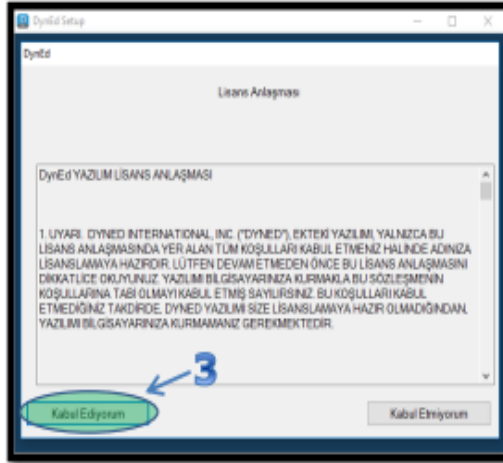 DynEd Setup
DynEd
Lisans Anlaşması
DynEd YAZILIM LİSANS ANLAŞMASI
1. UYARI. DYNED INTERNATIONAL, INC. ("DYNED"), EKTEKİ YAZILIMI, YALNIZCA BU
LİSANS ANLAŞMASINDA YER ALAN TÜM KOŞULLARI KABUL ETMENİZ HALİNDE ADINIZA
LİSANSLAMAYA HAZIRDIR. LÜTFEN DEVAM ETMEDEN ÖNCE BU LİSANS ANLAŞMASINI
DİKKATLİCE OKUYUNUZ. YAZILIMI BİLGİSAYARINIZA KURMAKLA BU SÖZLEŞMENİN
KOŞULLARINA TABİ OLMAYI KABUL ETMİŞ SAYILIRSINIZ. BU KOŞULLARI KABUL
ETMEDİĞİNİZ TAKDİRDE, DYNED YAZILIMI SİZE LİSANSLAMAYA HAZIR OLMADIĞINDAN,
YAZILIMI BİLGİSAYARINIZA KURMAMANIZ GEREKMEKTEDİR.
3
Kabul Ediyorum
Kabul Etmiyorum